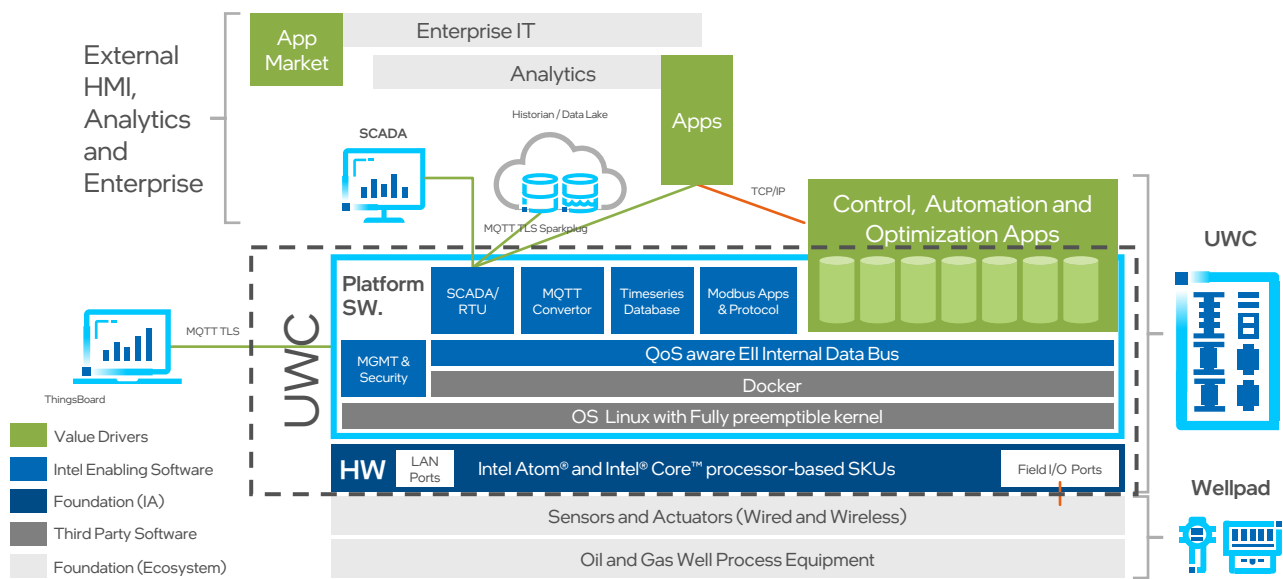 External
HMI,
Analytics
and
Enterprise
App
Market
Enterprise IT
Analytics
Apps
SCADA
Historian / Data Lake
MQTT TLS Sparkplug
TCP/IP
Control, Automation and
Optimization Apps
UWC
Platform
SW.
SCADA/
RTU
MQTT
Convertor
Timeseries
Database
Modbus Apps
& Protocol
MQTT TLS
ThingsBoard
UWC
MGMT &
Security
QoS aware EII Internal Data Bus
Docker
OS Linux with Fully preemptible kernel
HW
LAN
Ports
Intel Atom® and Intel® Core™ processor-based SKUs
Field I/O Ports
Sensors and Actuators (Wired and Wireless)
Oil and Gas Well Process Equipment
Wellpad
Value Drivers
Intel Enabling Software
Foundation (IA)
Third Party Software
Foundation (Ecosystem)